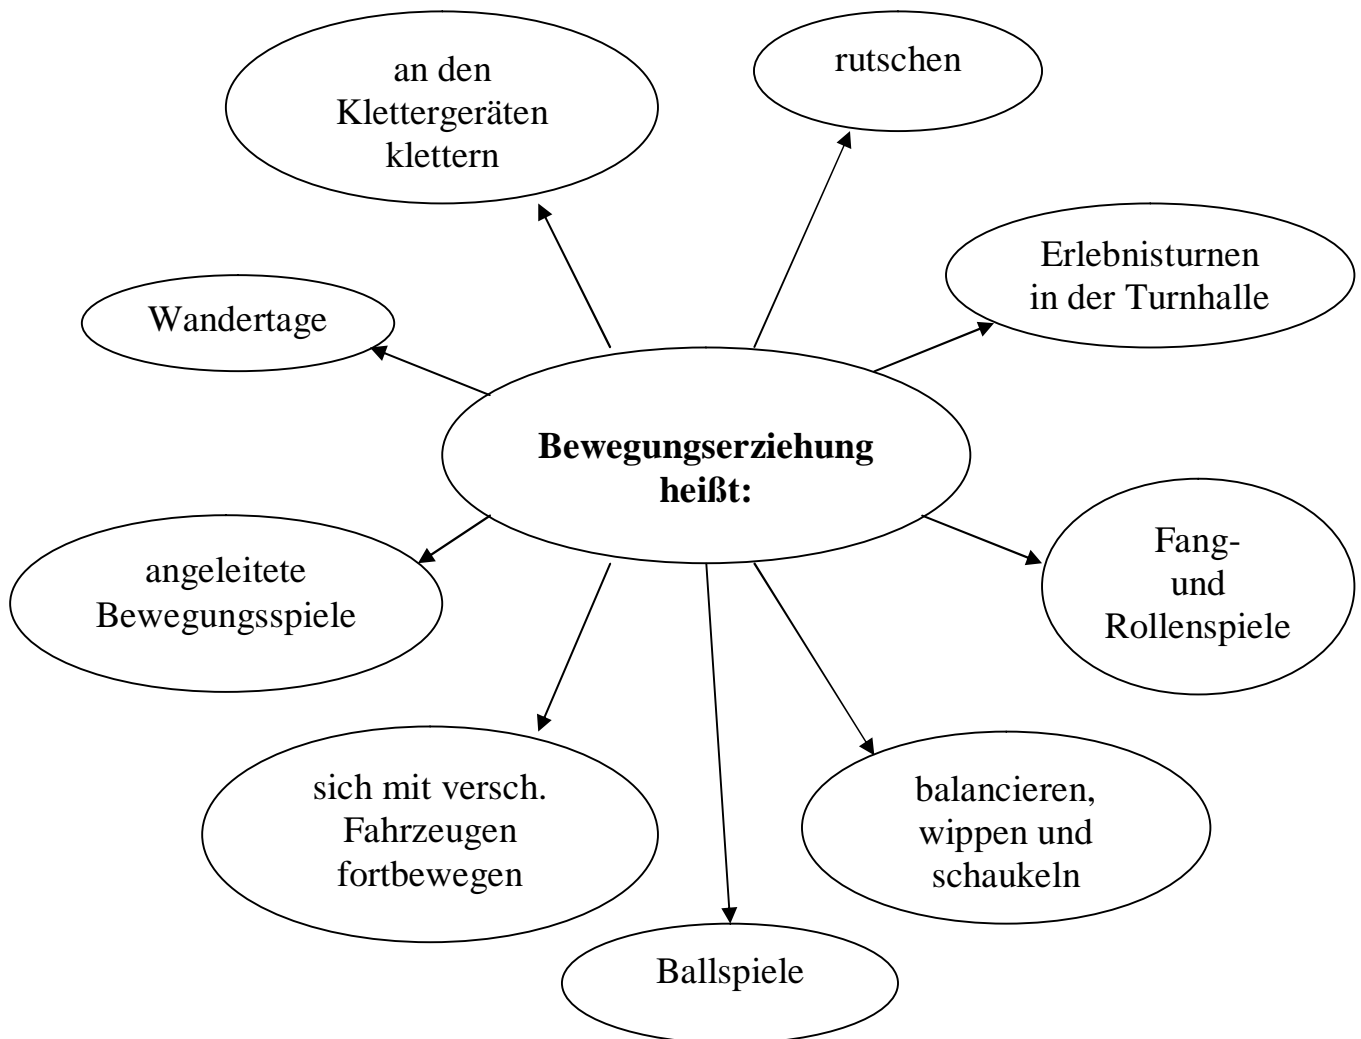 an den
Klettergeräten
klettern
rutschen
Erlebnisturnen
in der Turnhalle
Wandertage
Bewegungserziehung
heißt:
Fang-
und
Rollenspiele
angeleitete
Bewegungsspiele
sich mit versch.
Fahrzeugen
fortbewegen
balancieren,
wippen und
schaukeln
Ballspiele